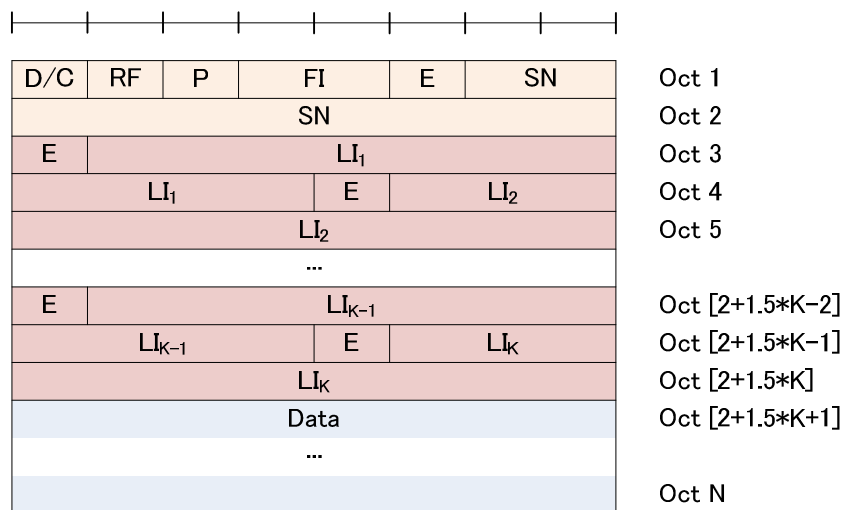 D/C RF P FI E SN Oct 1
SN Oct 2
E LI₁ Oct 3
LI₁ E LI₂ Oct 4
LI₂ Oct 5
...
E LIK-1 Oct [2+1.5*K-2]
LIK-1 E LIK Oct [2+1.5*K-1]
LIK Oct [2+1.5*K]
Data Oct [2+1.5*K+1]
...
Oct N